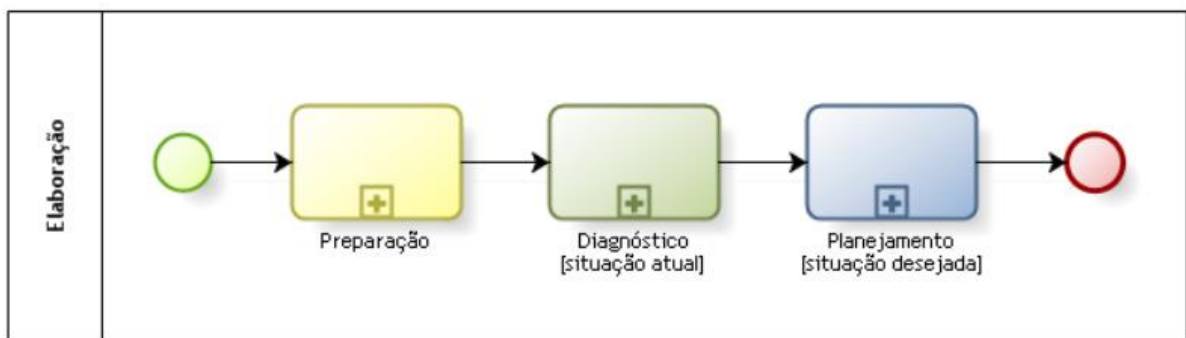 Elaboração
Preparação
Diagnóstico
[situação atual]
Planejamento
[situação desejada]